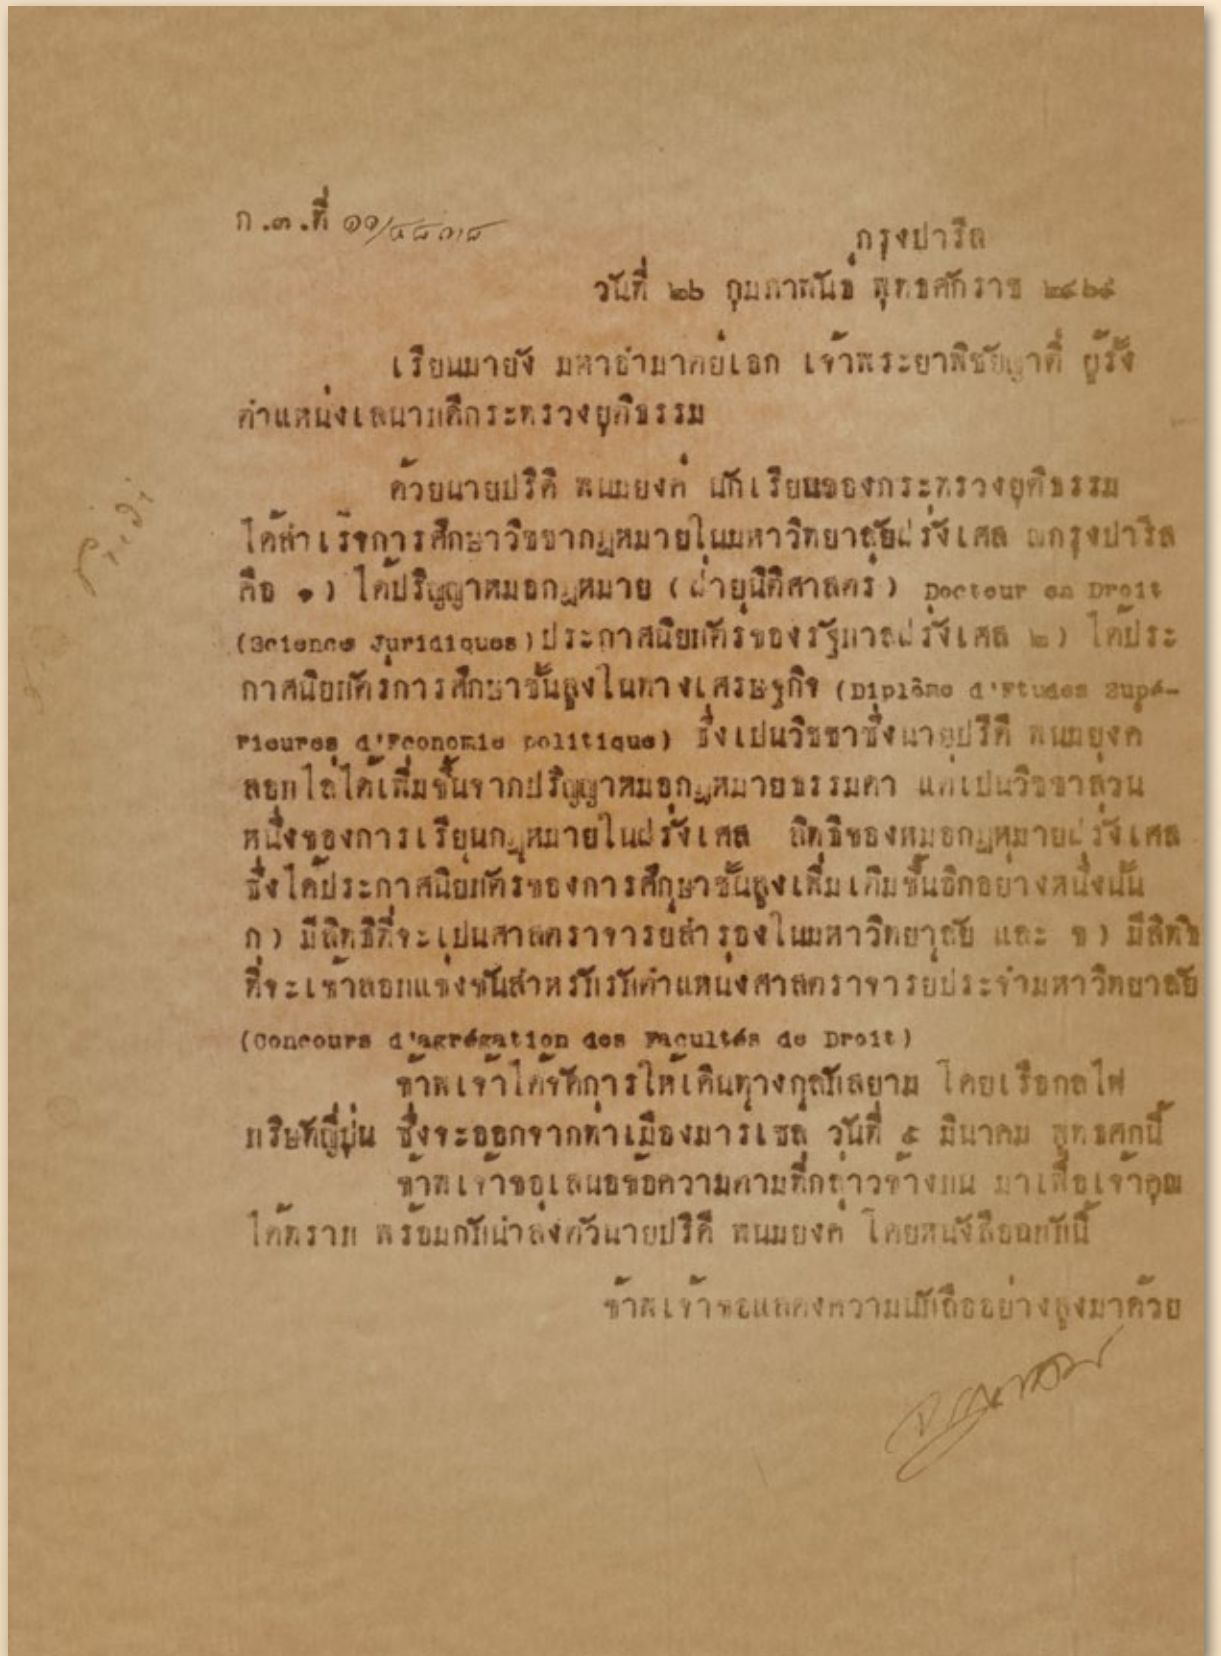 ก.ท.ที่ ๑๑/๔๘๓๘
กรุงปารีส
วันที่ ๒๖ กุมภาพันธ์ พุทธศักราช ๒๔๖๙
เรียนมายัง มหาอำมาตย์เอก เจ้าพระยาพิชัยญาติ ผู้รั้ง
ตำแหน่งเสนาบดีกระทรวงยุติธรรม
ด้วยนายปรีดี พนมยงค์ นักเรียนของกระทรวงยุติธรรม
ได้สำเร็จการศึกษาวิชชากฎหมายในมหาวิทยาลัยฝรั่งเศส ณกรุงปารีส
คือ ๑) ได้ปริญญาหมอกฎหมาย (ฝ่ายนิติศาสตร์) Docteur en Droit
(Science Juridiques) ประกาศนียบัตร์ของรัฐบาลฝรั่งเศส ๒) ได้ประ
กาศนียบัตร์การศึกษาชั้นสูงในทางเศรษฐกิจ (Diplôme d'Etudes Supé-
rieures d'Economie politique) ซึ่งเปนวิชชาซึ่งนายปรีดี พนมยงค์
สอบไล่ได้เพิ่มขึ้นจากปริญญาหมอกฎหมายธรรมดา แต่เปนวิชชาส่วน
หนึ่งของการเรียนกฎหมายในฝรั่งเศส สิทธิของหมอกฎหมายฝรั่งเศส
ซึ่งได้ประกาศนียบัตร์ของการศึกษาชั้นสูงเพิ่มเติมขึ้นอีกอย่างหนึ่งนั้น
ก) มีสิทธิที่จะเปนศาสตราจารย์สำรองในมหาวิทยาลัย และ ข) มีสิทธิ
ที่จะเข้าสอบแข่งขันสำหรับรับตำแหน่งศาสตราจารย์ประจำมหาวิทยาลัย
(Concours d'agrégation des Facultés de Droit)
ข้าพเจ้าได้จัดการให้เดินทางกลับสยาม โดยเรือกลไฟ
บริษัทญี่ปุ่น ซึ่งจะออกจากท่าเมืองมารเซล วันที่ ๕ มีนาคม พุทธศกนี้
ข้าพเจ้าขอเสนอข้อความตามที่กล่าวข้างบน มาเพื่อเจ้าคุณ
ได้ทราบ พร้อมกับนำส่งตัวนายปรีดี พนมยงค์ โดยหนังสือฉบับนี้
ข้าพเจ้าขอแสดงความนับถืออย่างสูงมาด้วย
Pridi